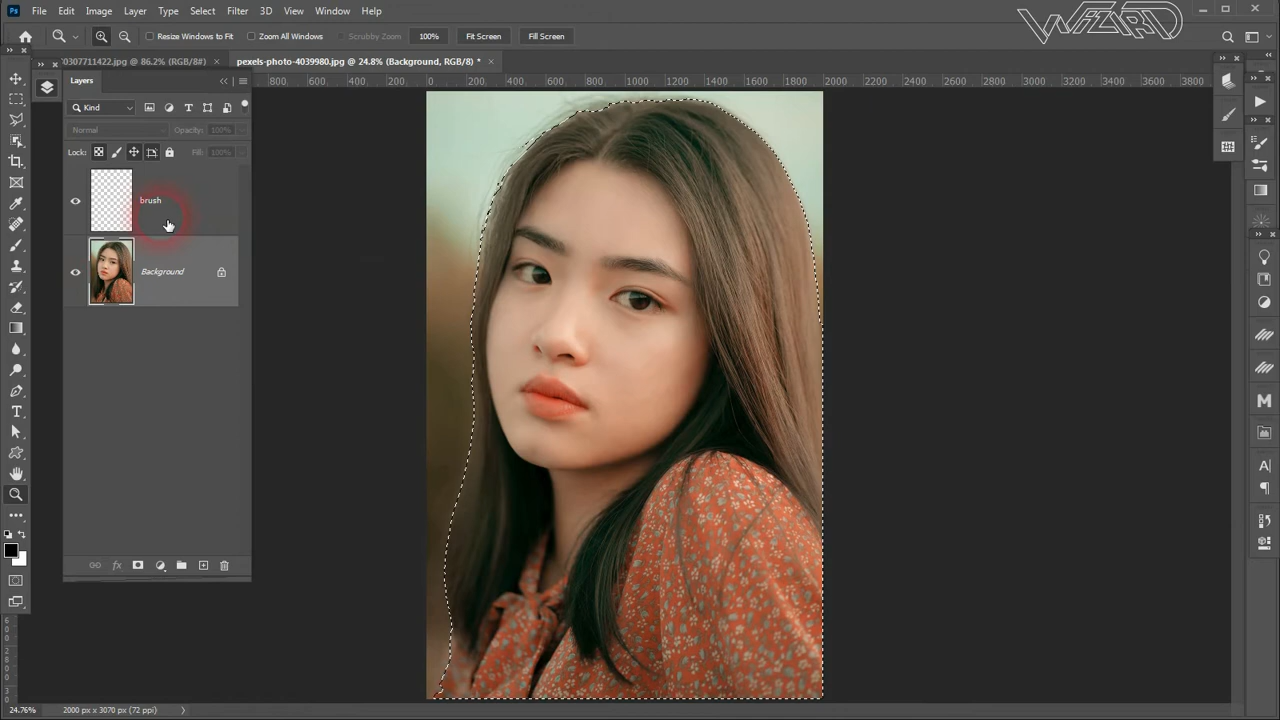 Ps File Edit Image Layer Type Select Filter 3D View Window Help
WIZARD
Resize Windows to Fit Zoom All Windows Scrubby Zoom 100% Fit Screen Fill Screen
0307711422.jpg @ 86.2% (RGB/8#) × pexels-photo-4039980.jpg @ 24.8% (Background, RGB/8) * ×
Layers
800 600 400 200 0 200 400 600 800 1000 1200 1400 1600 1800 2000 2200 2400 2600 2800 3000 3200 3400 3600 3800
Kind
Normal Opacity: 100%
Lock: Fill: 100%
brush
Background
fx
24.76% 2000 px x 3070 px (72 ppi)